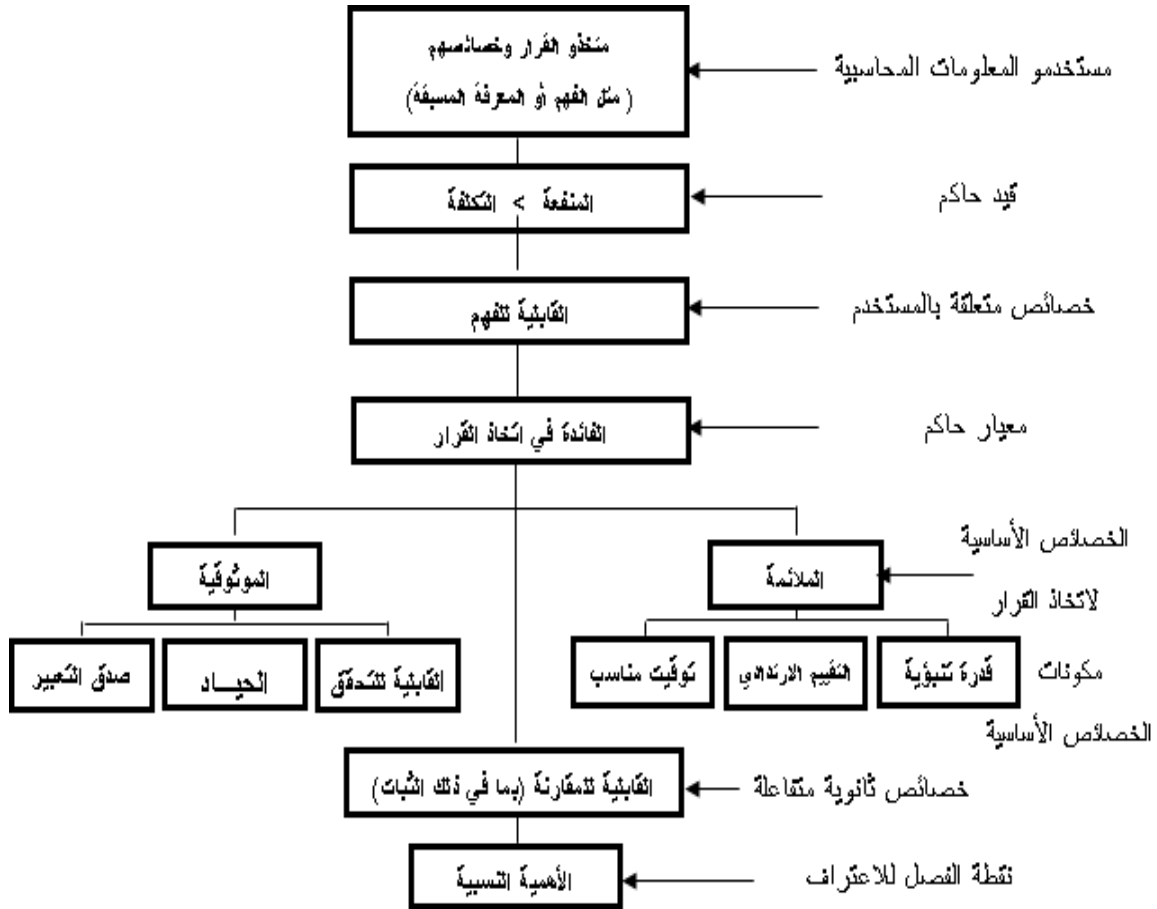 متخذو القرار وخصائصهم
(مثل الفهم أو المعرفة المسبقة)
مستخدمو المعلومات المحاسبية
المنفعة > التكلفة
قيد حاكم
القابلية للفهم
خصائص متعلقة بالمستخدم
الفائدة في اتخاذ القرار
معيار حاكم
الخصائص الأساسية
لاتخاذ القرار
الملائمة
الموثوقية
مكونات
الخصائص الأساسية
قدرة تنبؤية
التقييم الارتدادي
توقيت مناسب
القابلية للتحقق
الحيـــاد
صدق التعبير
القابلية للمقارنة (بما في ذلك الثبات)
خصائص ثانوية متفاعلة
الأهمية النسبية
نقطة الفصل للاعتراف